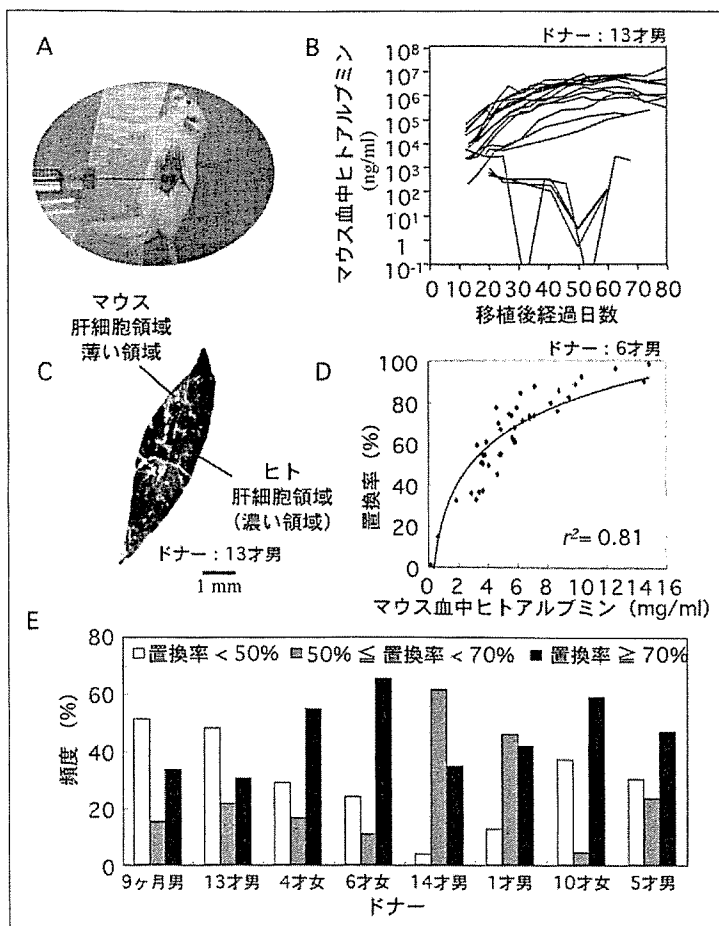 A
B
ドナー：13才男
マウス血中ヒトアルブミン
(ng/ml)
10⁸
10⁷
10⁶
10⁵
10⁴
10³
10²
10¹
1
10⁻¹
0 10 20 30 40 50 60 70 80
移植後経過日数
C
マウス
肝細胞領域
薄い領域
ヒト
肝細胞領域
(濃い領域)
ドナー：13才男
1 mm
D
ドナー：6才男
置換率 (%)
100
80
60
40
20
0
r²= 0.81
0 2 4 6 8 10 12 14 16
マウス血中ヒトアルブミン (mg/ml)
E
頻度 (%)
80
60
40
20
0
置換率 < 50% 50% ≦ 置換率 < 70% 置換率 ≧ 70%
9ヶ月男 13才男 4才女 6才女 14才男 1才男 10才女 5才男
ドナー